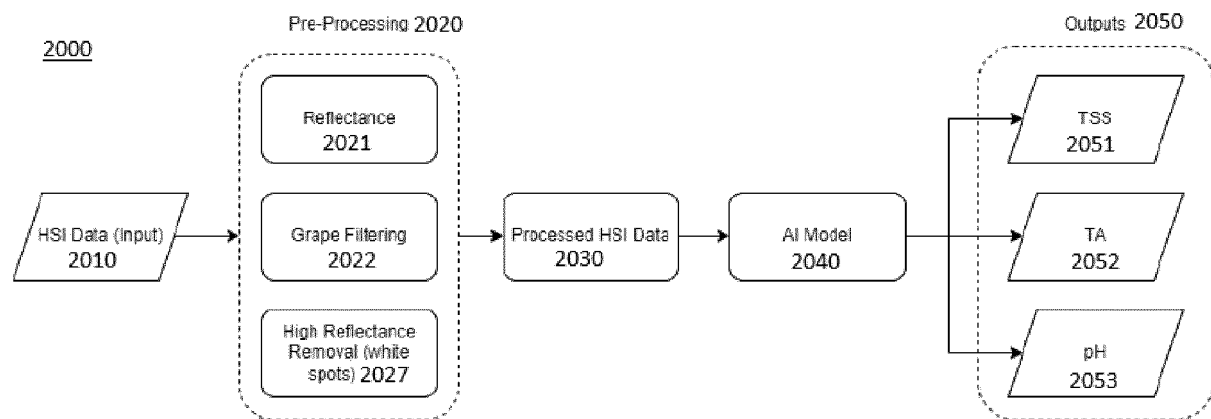 Pre-Processing 2020
Outputs 2050
2000
Reflectance
2021
TSS
2051
HSI Data (Input)
2010
Grape Filtering
2022
Processed HSI Data
2030
AI Model
2040
TA
2052
High Reflectance
Removal (white
spots) 2027
pH
2053